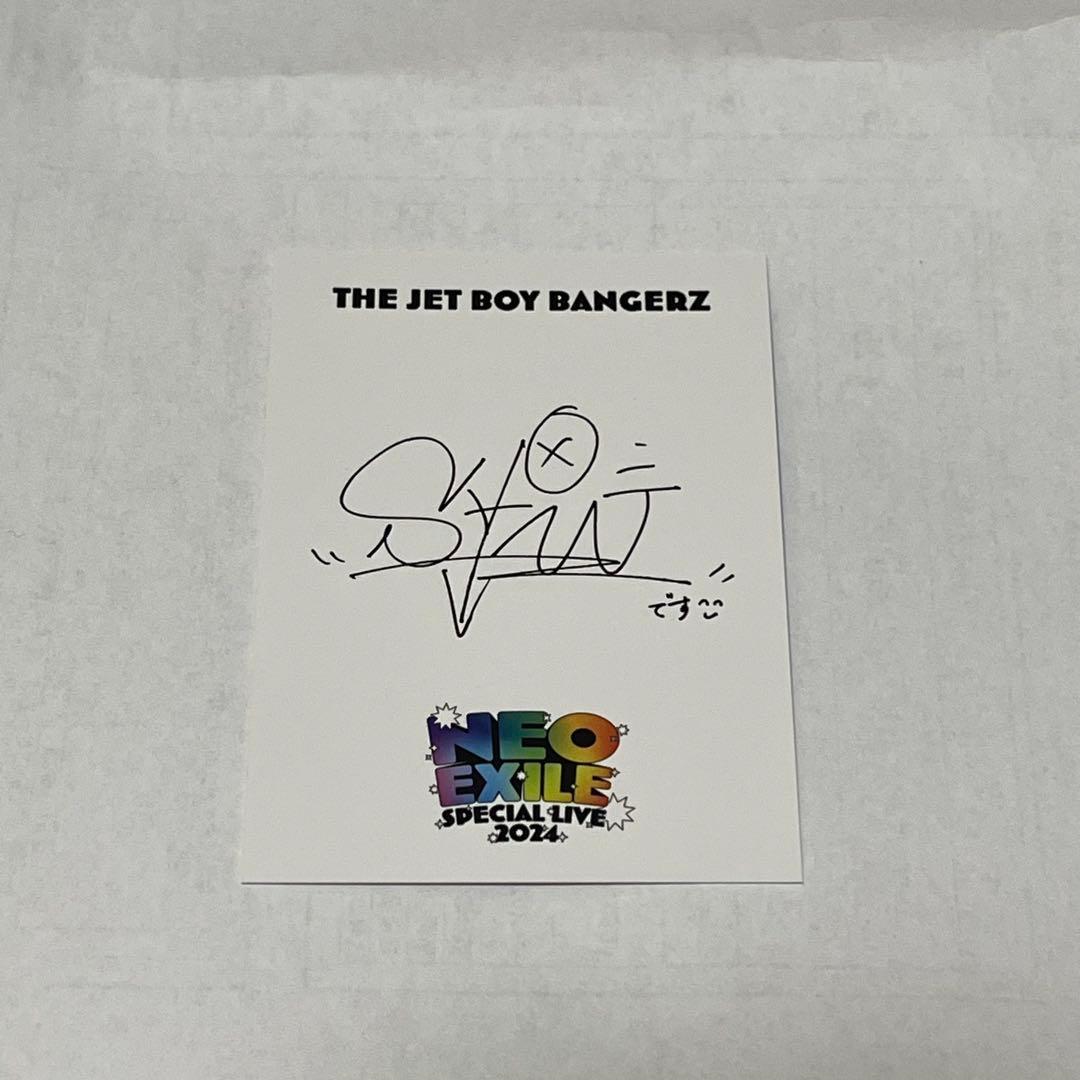 THE JET BOY BANGERZ
です
NEO
EXILE
SPECIAL LIVE
2024